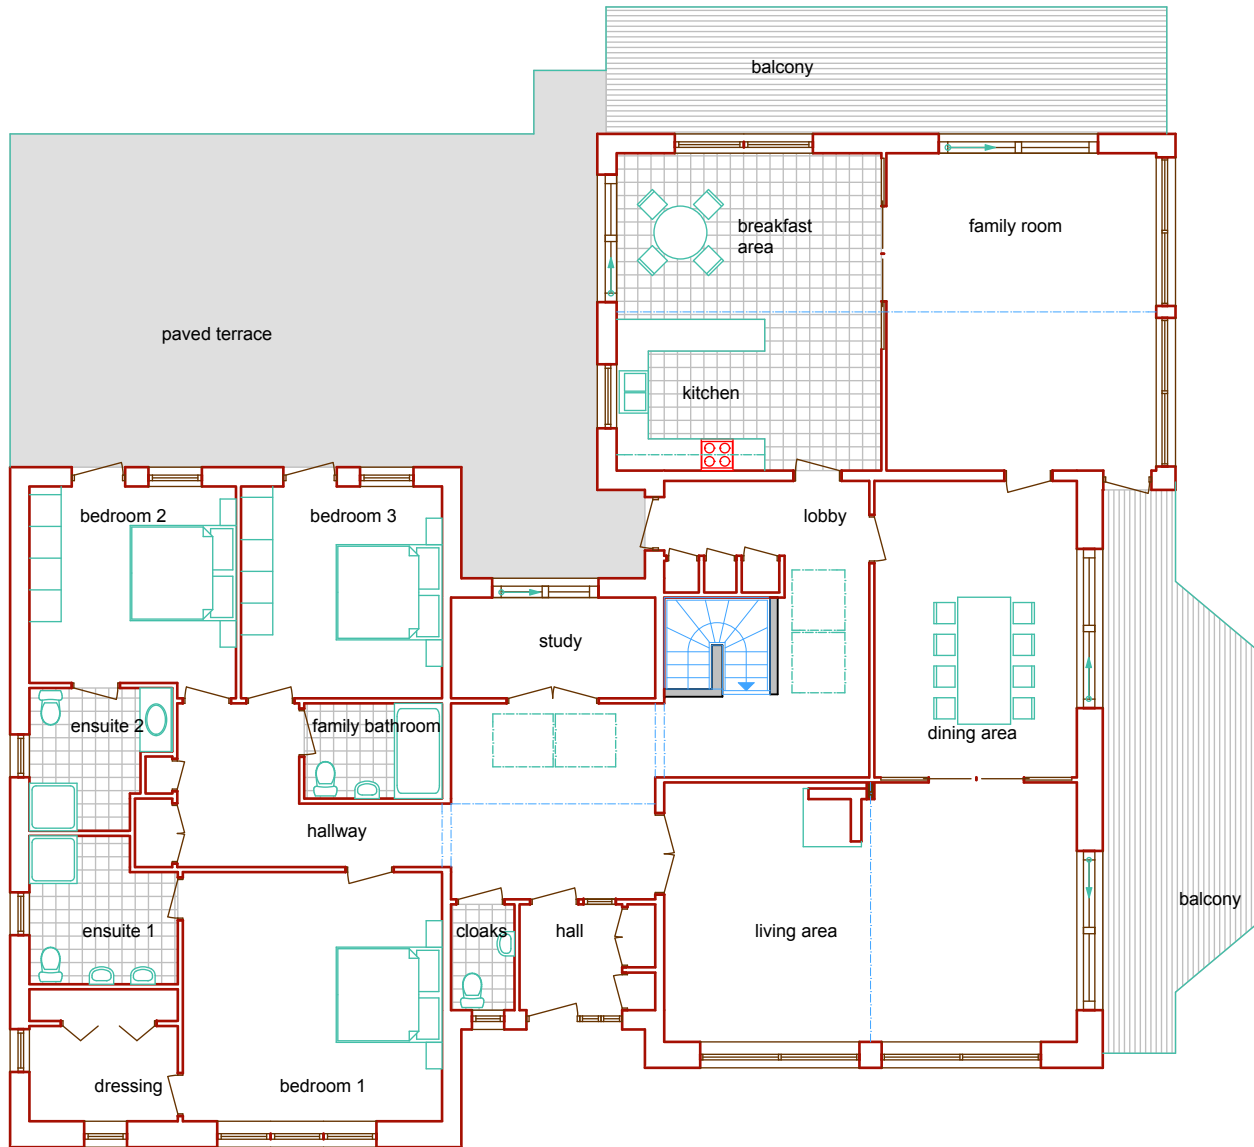 balcony
breakfast
area
family room
paved terrace
kitchen
bedroom 2
bedroom 3
lobby
study
ensuite 2
family bathroom
dining area
hallway
balcony
ensuite 1
cloaks
hall
living area
dressing
bedroom 1